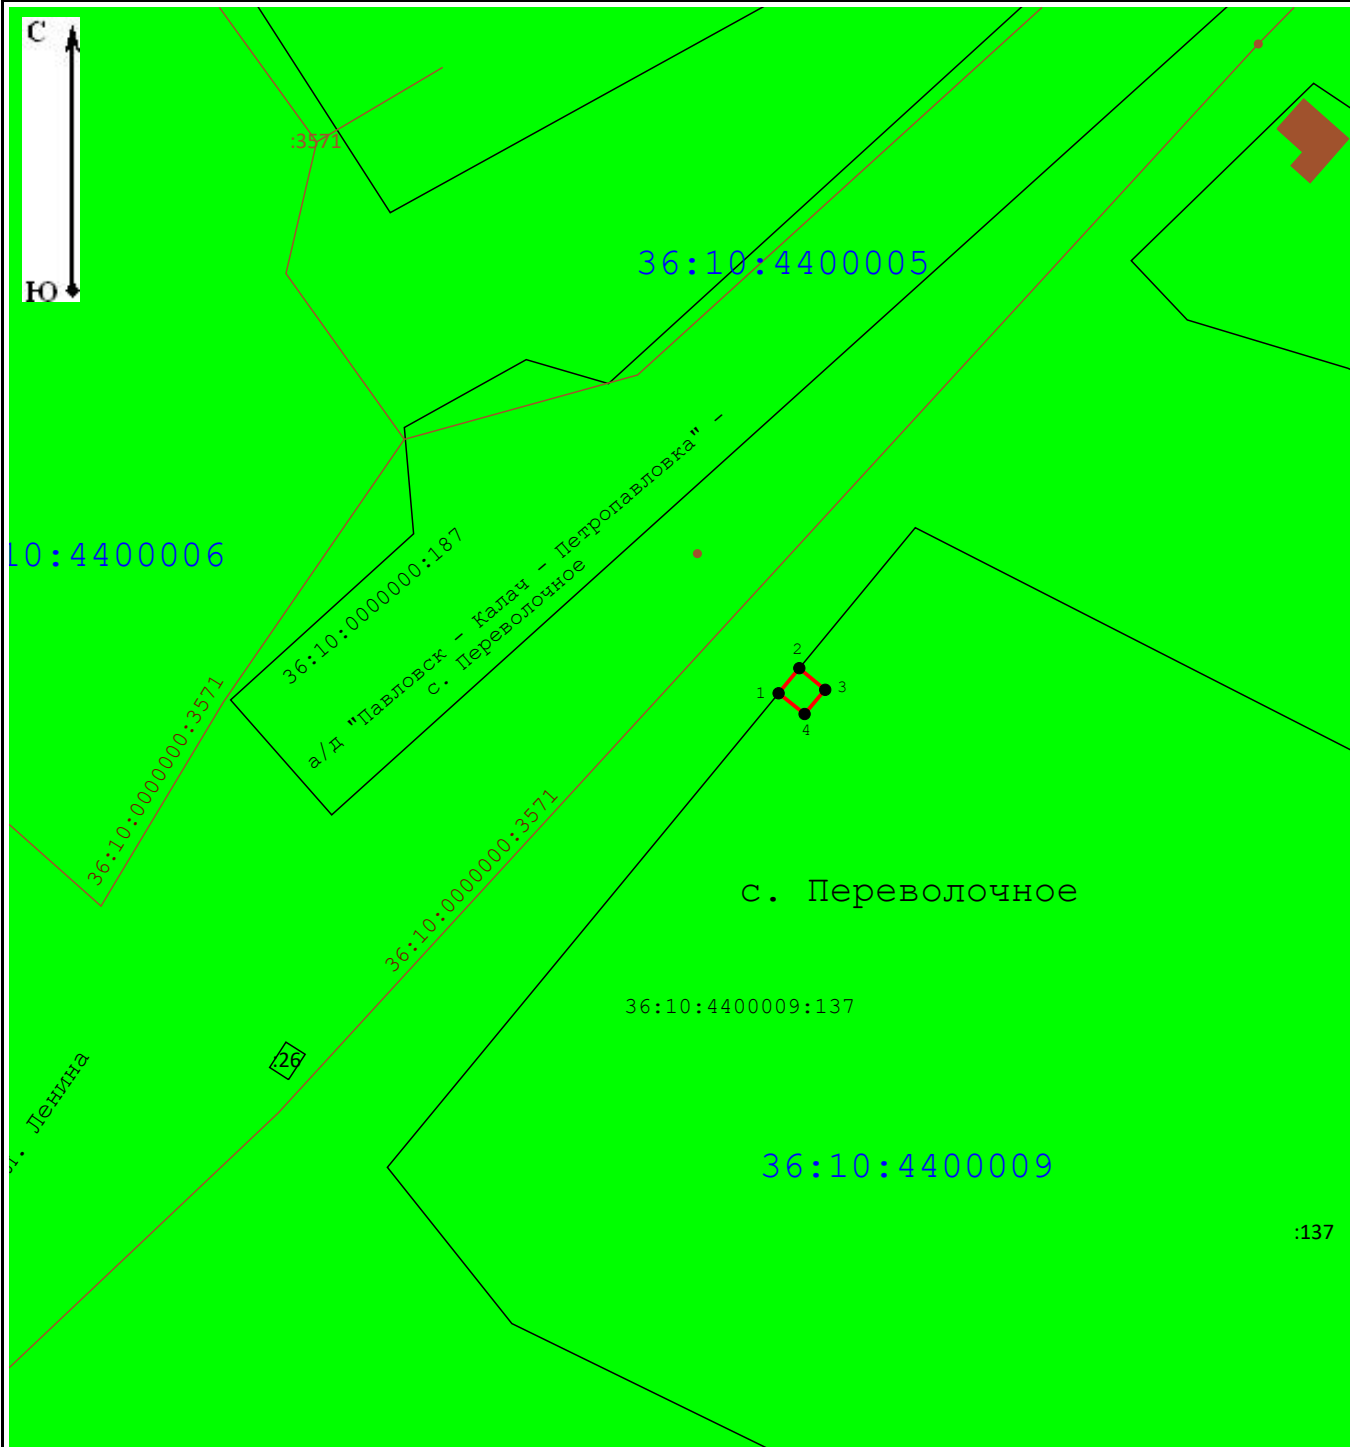 С
:3571
36:10:4400005
Ю
а/д "Павловск - Калач - Петропавловка" -
с. Переволочное
36:10:0000000:187
10:4400006
2
1
3
4
36:10:0000000:3571
36:10:0000000:3571
с. Переволочное
36:10:4400009:137
:26
Ленина
36:10:4400009
:137